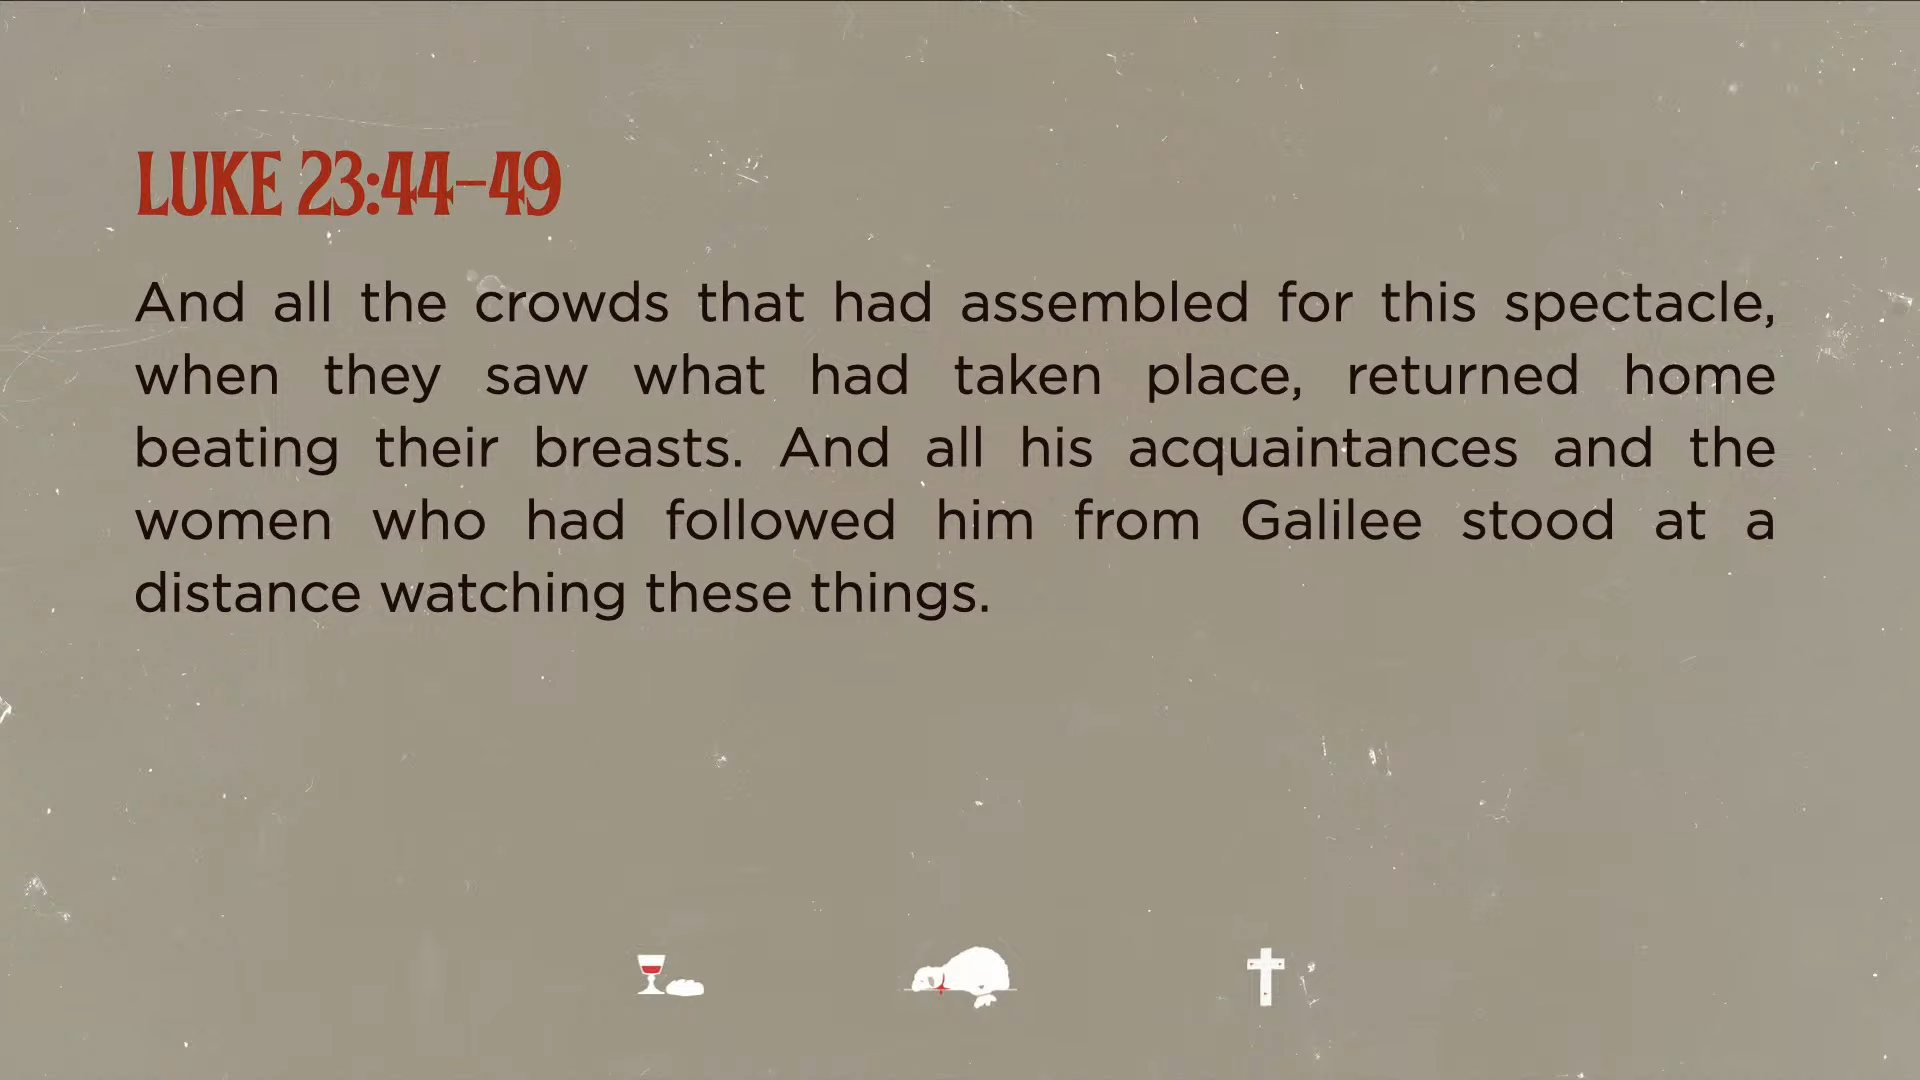 LUKE 23:44–49
And all the crowds that had assembled for this spectacle,
when they saw what had taken place, returned home
beating their breasts. And all his acquaintances and the
women who had followed him from Galilee stood at a
distance watching these things.